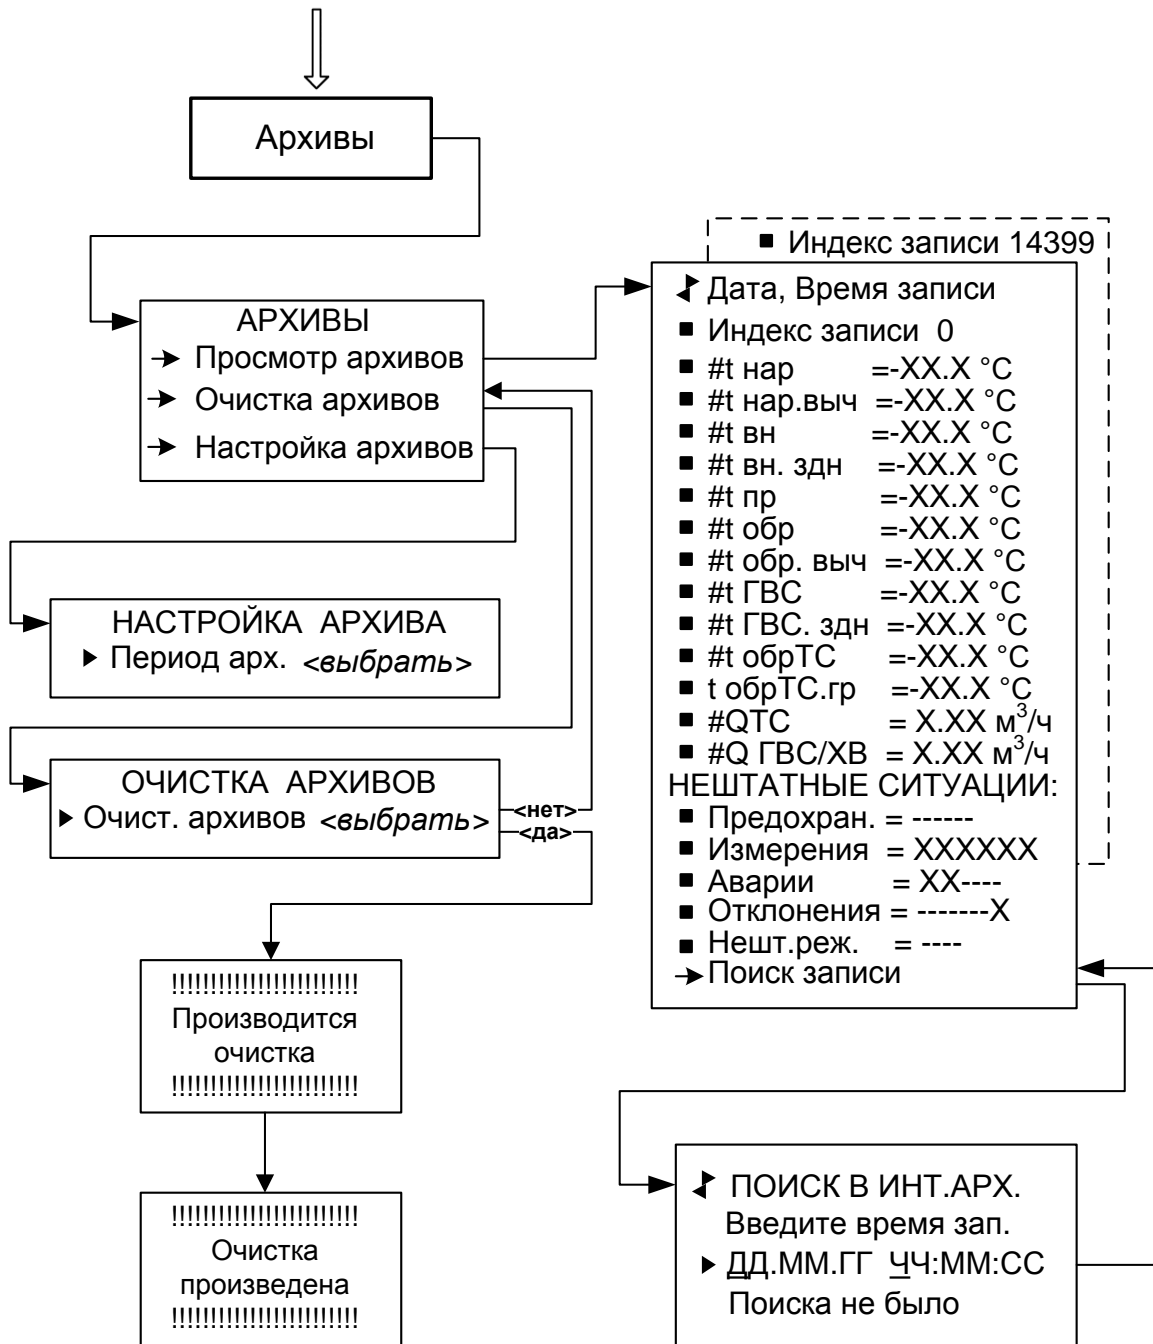 Архивы
АРХИВЫ
Просмотр архивов
Очистка архивов
Настройка архивов
НАСТРОЙКА АРХИВА
Период арх. <выбрать>
ОЧИСТКА АРХИВОВ
Очист. архивов <выбрать>
<нет>
<да>
!!!!!!!!!!!!!!!!!!!!!!!!
Производится
очистка
!!!!!!!!!!!!!!!!!!!!!!!!
!!!!!!!!!!!!!!!!!!!!!!!!
Очистка
произведена
!!!!!!!!!!!!!!!!!!!!!!!!
Индекс записи 14399
Дата, Время записи
Индекс записи 0
#t нар =-XX.X °C
#t нар.выч =-XX.X °C
#t вн =-XX.X °C
#t вн. здн =-XX.X °C
#t пр =-XX.X °C
#t обр =-XX.X °C
#t обр. выч =-XX.X °C
#t ГВС =-XX.X °C
#t ГВС. здн =-XX.X °C
#t обрТС =-XX.X °C
t обрТС.гр =-XX.X °C
#QТС = X.XX м³/ч
#Q ГВС/ХВ = X.XX м³/ч
НЕШТАТНЫЕ СИТУАЦИИ:
Предохран. = ------
Измерения = XXXXXX
Аварии = XX----
Отклонения = -------X
Нешт.реж. = ----
Поиск записи
ПОИСК В ИНТ.АРХ.
Введите время зап.
ДД.ММ.ГГ ЧЧ:ММ:СС
Поиска не было